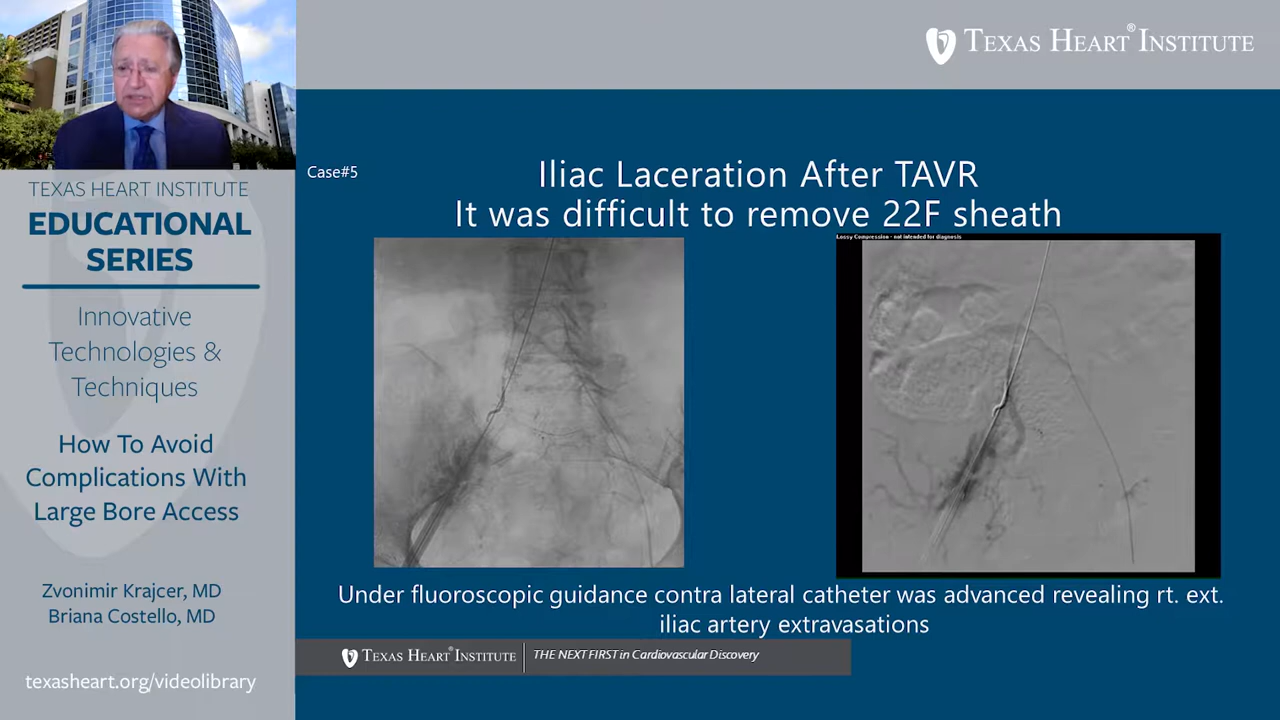 TEXAS HEART® INSTITUTE
TEXAS HEART INSTITUTE
EDUCATIONAL
SERIES
Innovative
Technologies &
Techniques
How To Avoid
Complications With
Large Bore Access
Zvonimir Krajcer, MD
Briana Costello, MD
texasheart.org/videolibrary
Case#5
Iliac Laceration After TAVR
It was difficult to remove 22F sheath
Lossy Compression - not intended for diagnosis
Under fluoroscopic guidance contra lateral catheter was advanced revealing rt. ext.
iliac artery extravasations
TEXAS HEART® INSTITUTE
THE NEXT FIRST in Cardiovascular Discovery